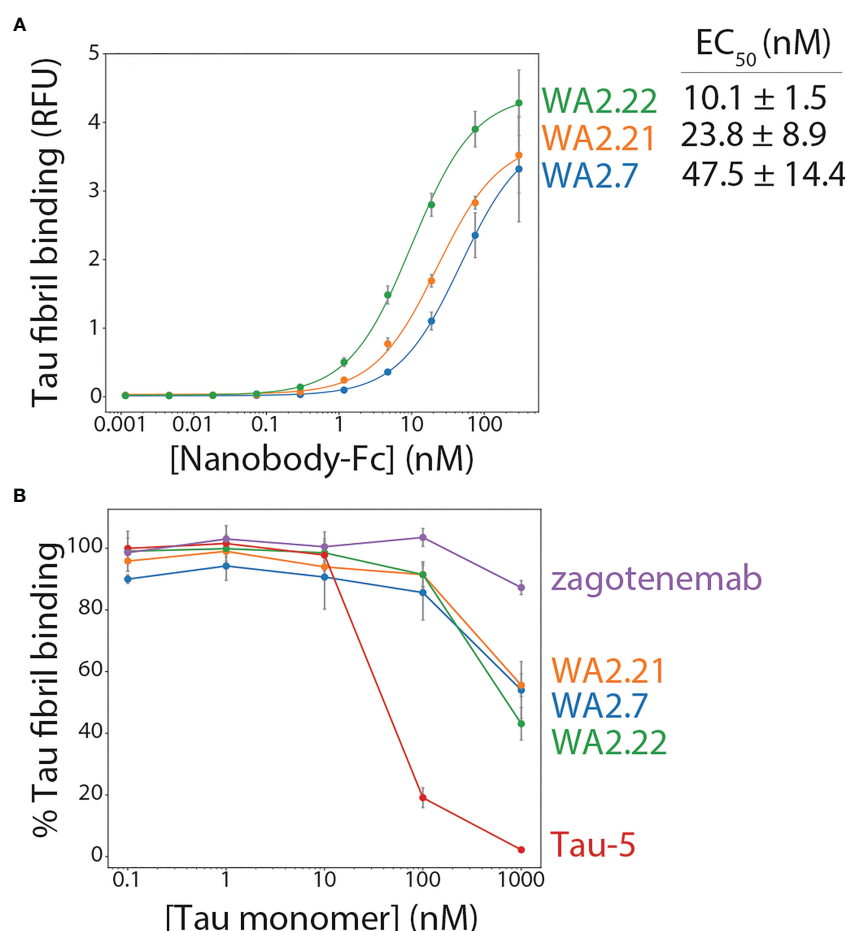 A
EC50 (nM)
WA2.22 10.1 ± 1.5
WA2.21 23.8 ± 8.9
WA2.7 47.5 ± 14.4
Tau fibril binding (RFU)
5
4
3
2
1
0
0.001 0.01 0.1 1 10 100
[Nanobody-Fc] (nM)
B
% Tau fibril binding
100
80
60
40
20
0
zagotenemab
WA2.21
WA2.7
WA2.22
Tau-5
0.1 1 10 100 1000
[Tau monomer] (nM)